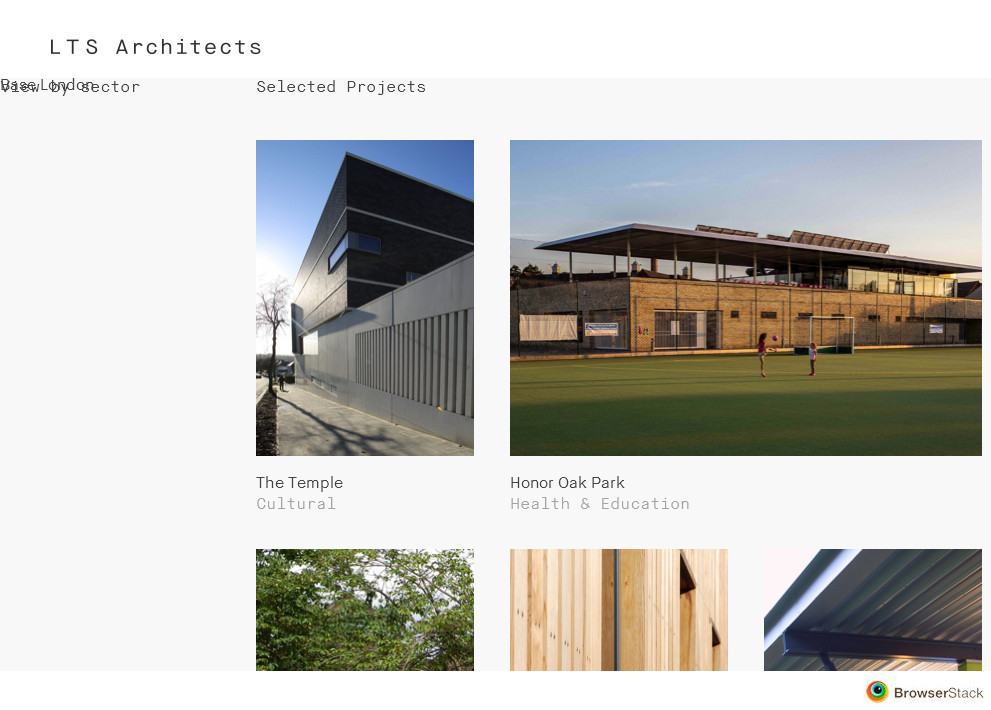 LTS Architects
Base London
View by sector
Selected Projects
The Temple
Cultural
Honor Oak Park
Health & Education
BrowserStack